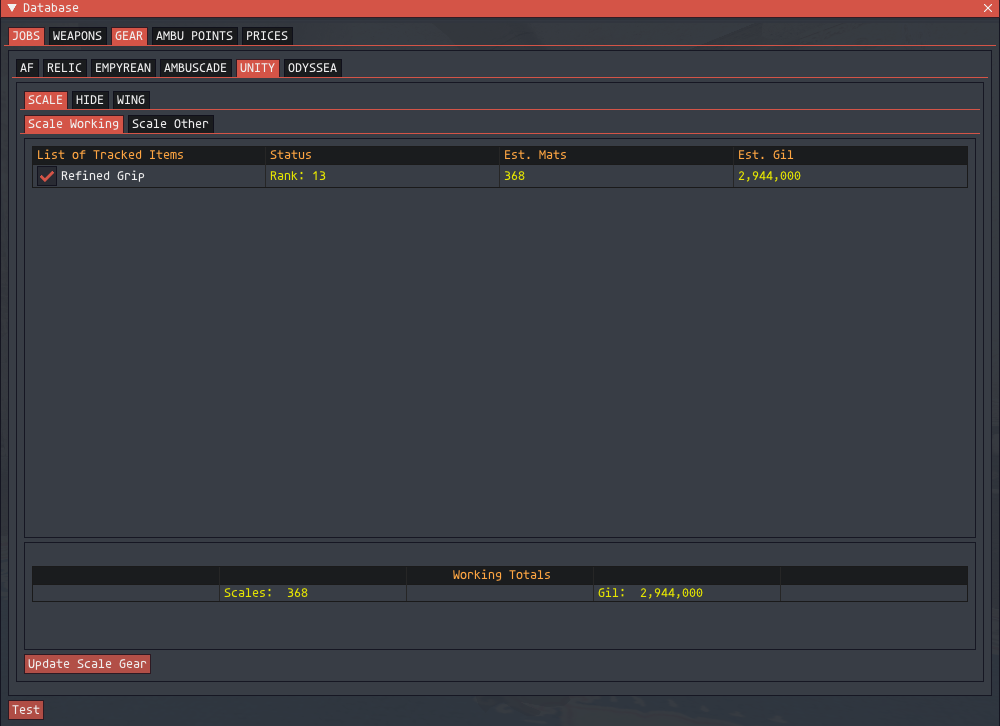 Database
JOBS WEAPONS GEAR AMBU POINTS PRICES
AF RELIC EMPYREAN AMBUSCADE UNITY ODYSSEA
SCALE HIDE WING
Scale Working Scale Other
List of Tracked Items Status Est. Mats Est. Gil
Refined Grip Rank: 13 368 2,944,000
Working Totals
Scales: 368 Gil: 2,944,000
Update Scale Gear
Test